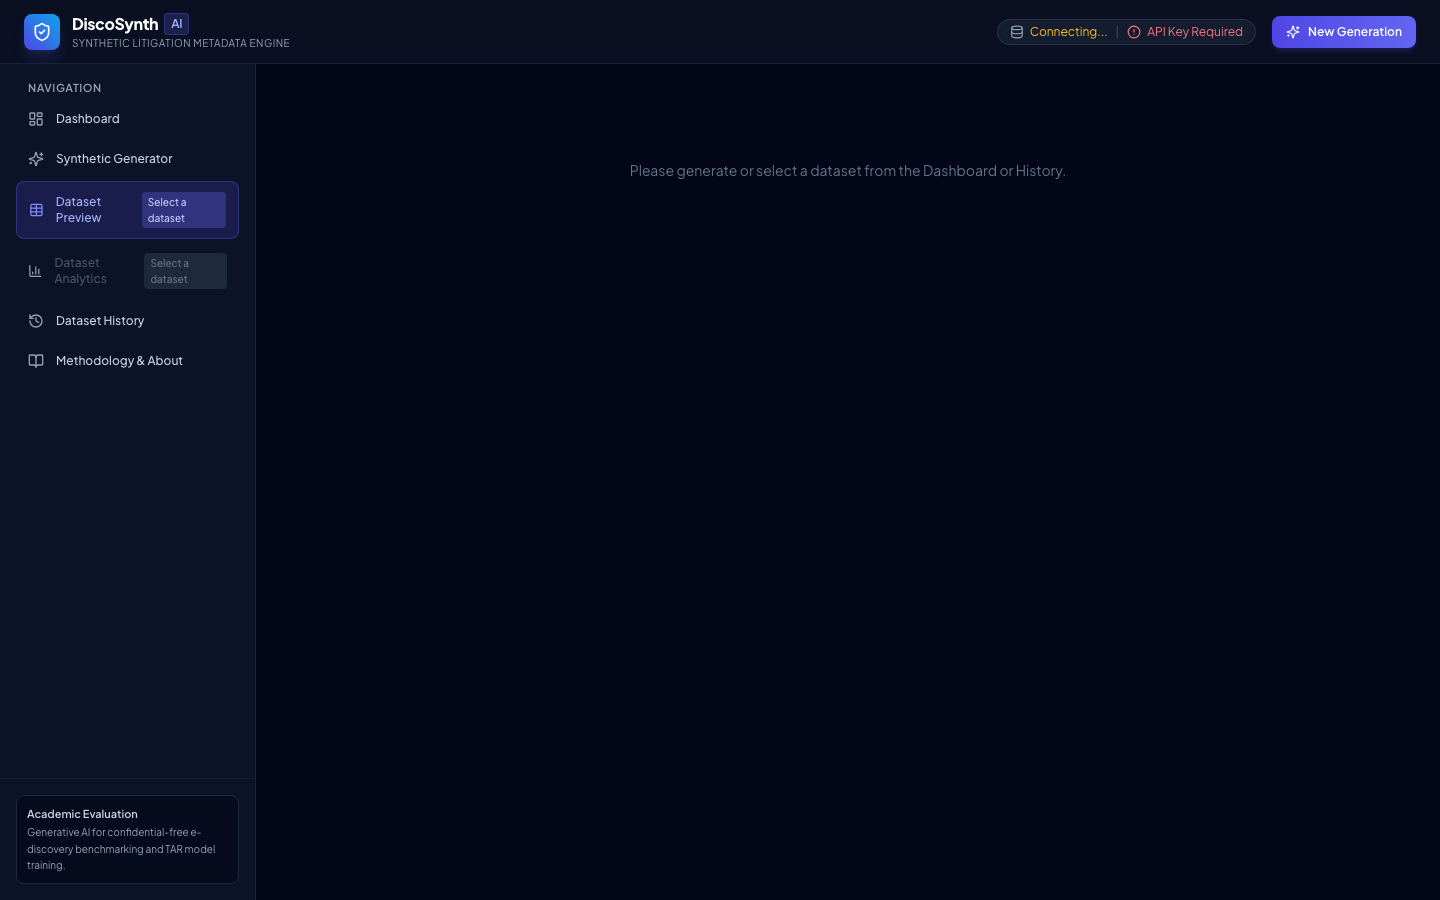 DiscoSynth AI
SYNTHETIC LITIGATION METADATA ENGINE
Connecting... | API Key Required
New Generation
NAVIGATION
Dashboard
Synthetic Generator
Dataset
Preview
Select a
dataset
Dataset
Analytics
Select a
dataset
Dataset History
Methodology & About
Please generate or select a dataset from the Dashboard or History.
Academic Evaluation
Generative AI for confidential-free e-
discovery benchmarking and TAR model
training.